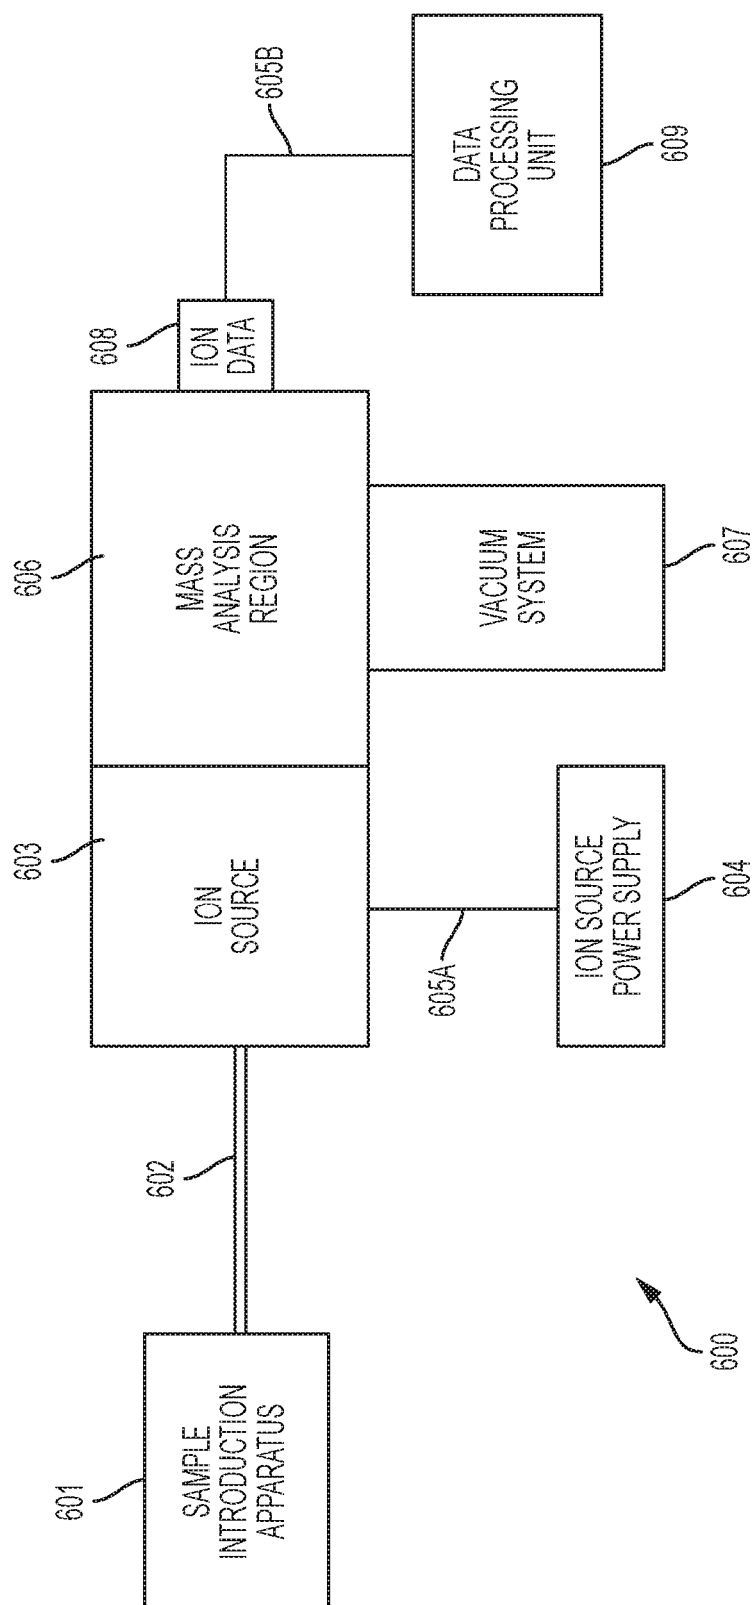 601
SAMPLE
INTRODUCTION
APPARATUS
602
603
ION
SOURCE
605A
ION SOURCE
POWER SUPPLY
604
606
MASS
ANALYSIS
REGION
VACUUM
SYSTEM
607
608
ION
DATA
605B
DATA
PROCESSING
UNIT
609
600